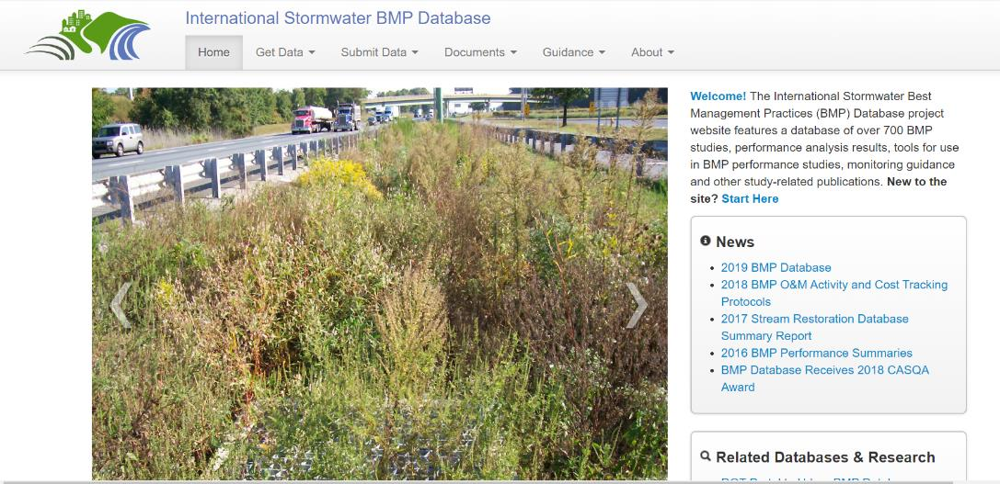 International Stormwater BMP Database
Home Get Data Submit Data Documents Guidance About
Welcome! The International Stormwater Best
Management Practices (BMP) Database project
website features a database of over 700 BMP
studies, performance analysis results, tools for use
in BMP performance studies, monitoring guidance
and other study-related publications. New to the
site? Start Here
News
2019 BMP Database
2018 BMP O&M Activity and Cost Tracking
Protocols
2017 Stream Restoration Database
Summary Report
2016 BMP Performance Summaries
BMP Database Receives 2018 CASQA
Award
Related Databases & Research